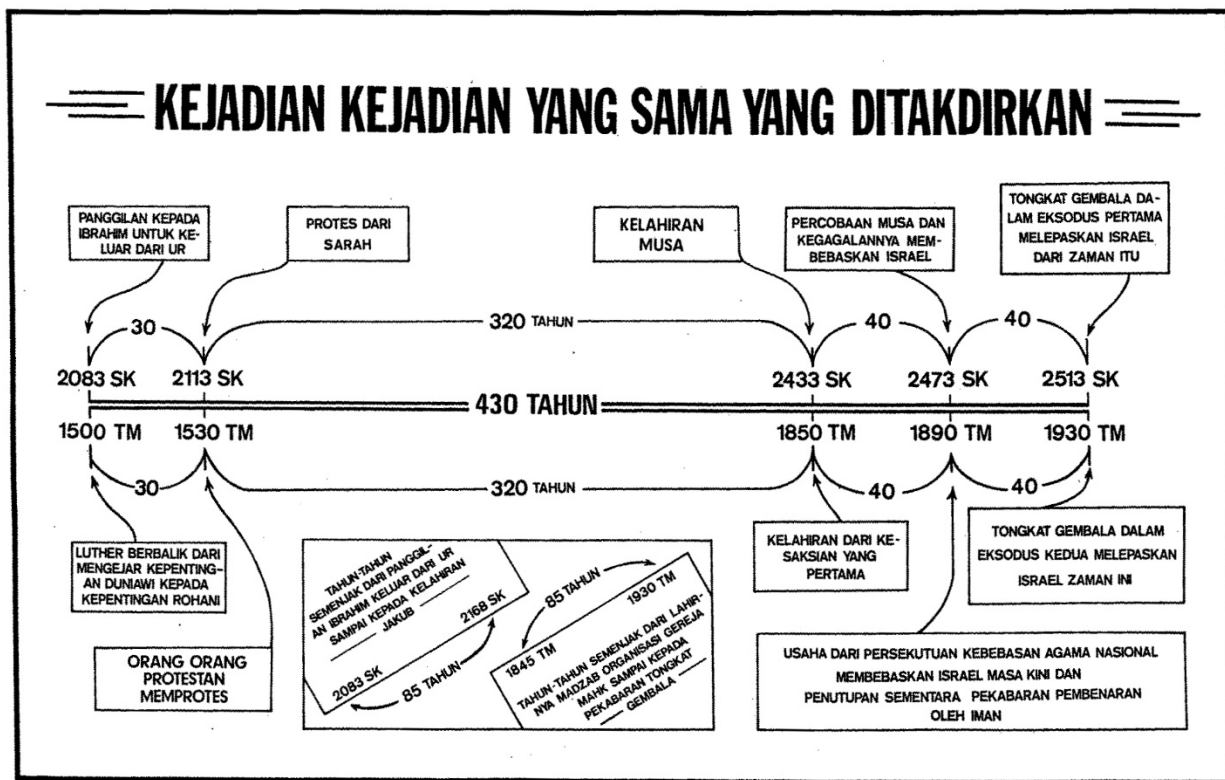 KEJADIAN KEJADIAN YANG SAMA YANG DITAKDIRKAN
PANGGILAN KEPADA
IBRAHIM UNTUK KE-
LUAR DARI UR
PROTES DARI
SARAH
KELAHIRAN
MUSA
PERCOBAAN MUSA DAN
KEGAGALANNYA MEM-
BEBASKAN ISRAEL
TONGKAT GEMBALA DA-
LAM EKSODUS PERTAMA
MELEPASKAN ISRAEL
DARI ZAMAN ITU
30
320 TAHUN
40
40
2083 SK
2113 SK
2433 SK
2473 SK
2513 SK
430 TAHUN
1500 TM
1530 TM
1850 TM
1890 TM
1930 TM
30
320 TAHUN
40
40
LUTHER BERBALIK DARI
MENGEJAR KEPENTING-
AN DUNIAWI KEPADA
KEPENTINGAN ROHANI
ORANG ORANG
PROTESTAN
MEMPROTES
TAHUN-TAHUN
SEMENJAK DARI PANGGIL-
AN IBRAHIM KELUAR DARI UR
SAMPAI KEPADA KELAHIRAN
JAKUB
2083 SK
2168 SK
85 TAHUN
85 TAHUN
1845 TM
1930 TM
TAHUN-TAHUN SEMENJAK DARI LAHIR-
NYA MADZAB ORGANISASI GEREJA
MAHK SAMPAI KEPADA
PEKABARAN TONGKAT
GEMBALA
KELAHIRAN DARI KE-
SAKSIAN YANG
PERTAMA
TONGKAT GEMBALA DALAM
EKSODUS KEDUA MELEPASKAN
ISRAEL ZAMAN INI
USAHA DARI PERSEKUTUAN KEBEBASAN AGAMA NASIONAL
MEMBEBASKAN ISRAEL MASA KINI DAN
PENUTUPAN SEMENTARA PEKABARAN PEMBENARAN
OLEH IMAN